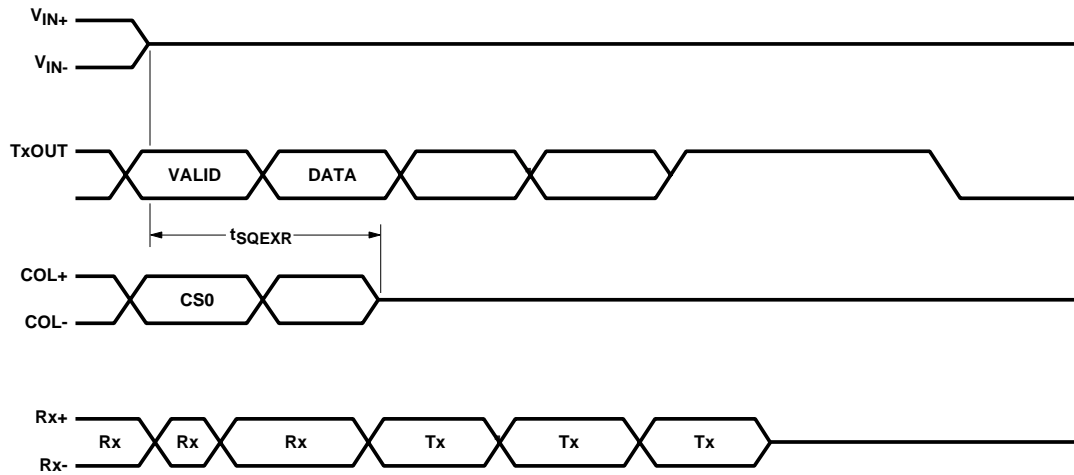 VIN+
VIN-
TxOUT
VALID DATA
tSQEXR
COL+
CS0
COL-
Rx+
Rx Rx Rx Tx Tx Tx
Rx-